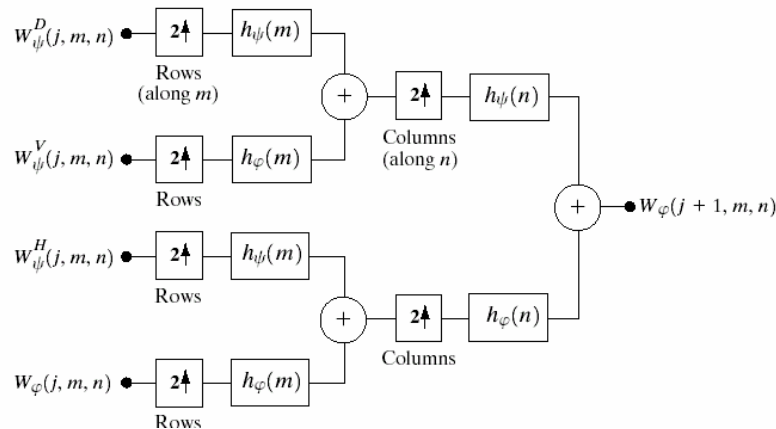 W_ψ^D(j, m, n) 2↑ h_ψ(m)
Rows
(along m)
+ 2↑ h_ψ(n)
Columns
(along n)
W_ψ^V(j, m, n) 2↑ h_φ(m)
Rows
+ W_φ(j + 1, m, n)
W_ψ^H(j, m, n) 2↑ h_ψ(m)
Rows
+ 2↑ h_φ(n)
Columns
W_φ(j, m, n) 2↑ h_φ(m)
Rows